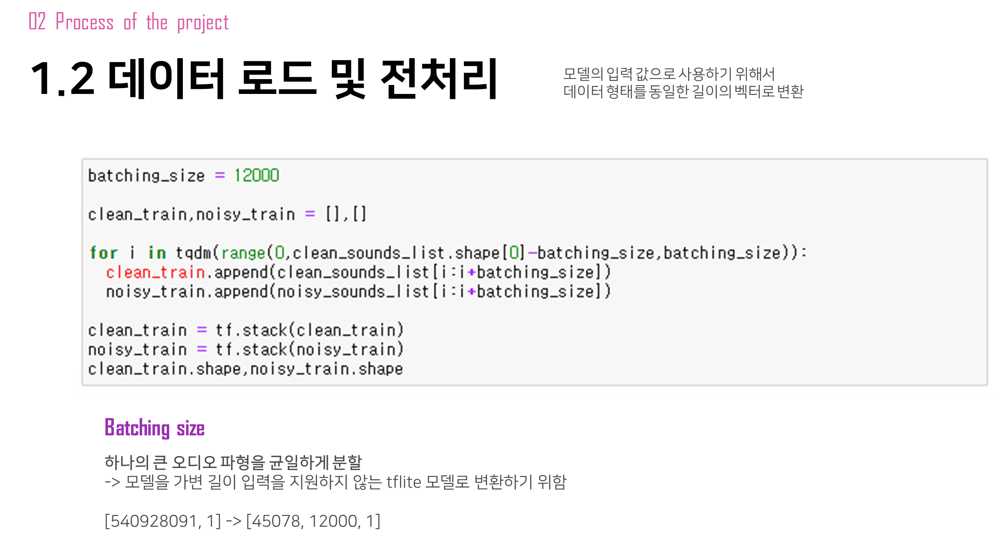 02 Process of the project
1.2 데이터 로드 및 전처리
모델의 입력 값으로 사용하기 위해서
데이터 형태를 동일한 길이의 벡터로 변환
batching_size = 12000
clean_train,noisy_train = [],[]
for i in tqdm(range(0,clean_sounds_list.shape[0]-batching_size,batching_size)):
  clean_train.append(clean_sounds_list[i:i+batching_size])
  noisy_train.append(noisy_sounds_list[i:i+batching_size])
clean_train = tf.stack(clean_train)
noisy_train = tf.stack(noisy_train)
clean_train.shape,noisy_train.shape
Batching size
하나의 큰 오디오 파형을 균일하게 분할
-> 모델을 가변 길이 입력을 지원하지 않는 tflite 모델로 변환하기 위함
[540928091, 1] -> [45078, 12000, 1]